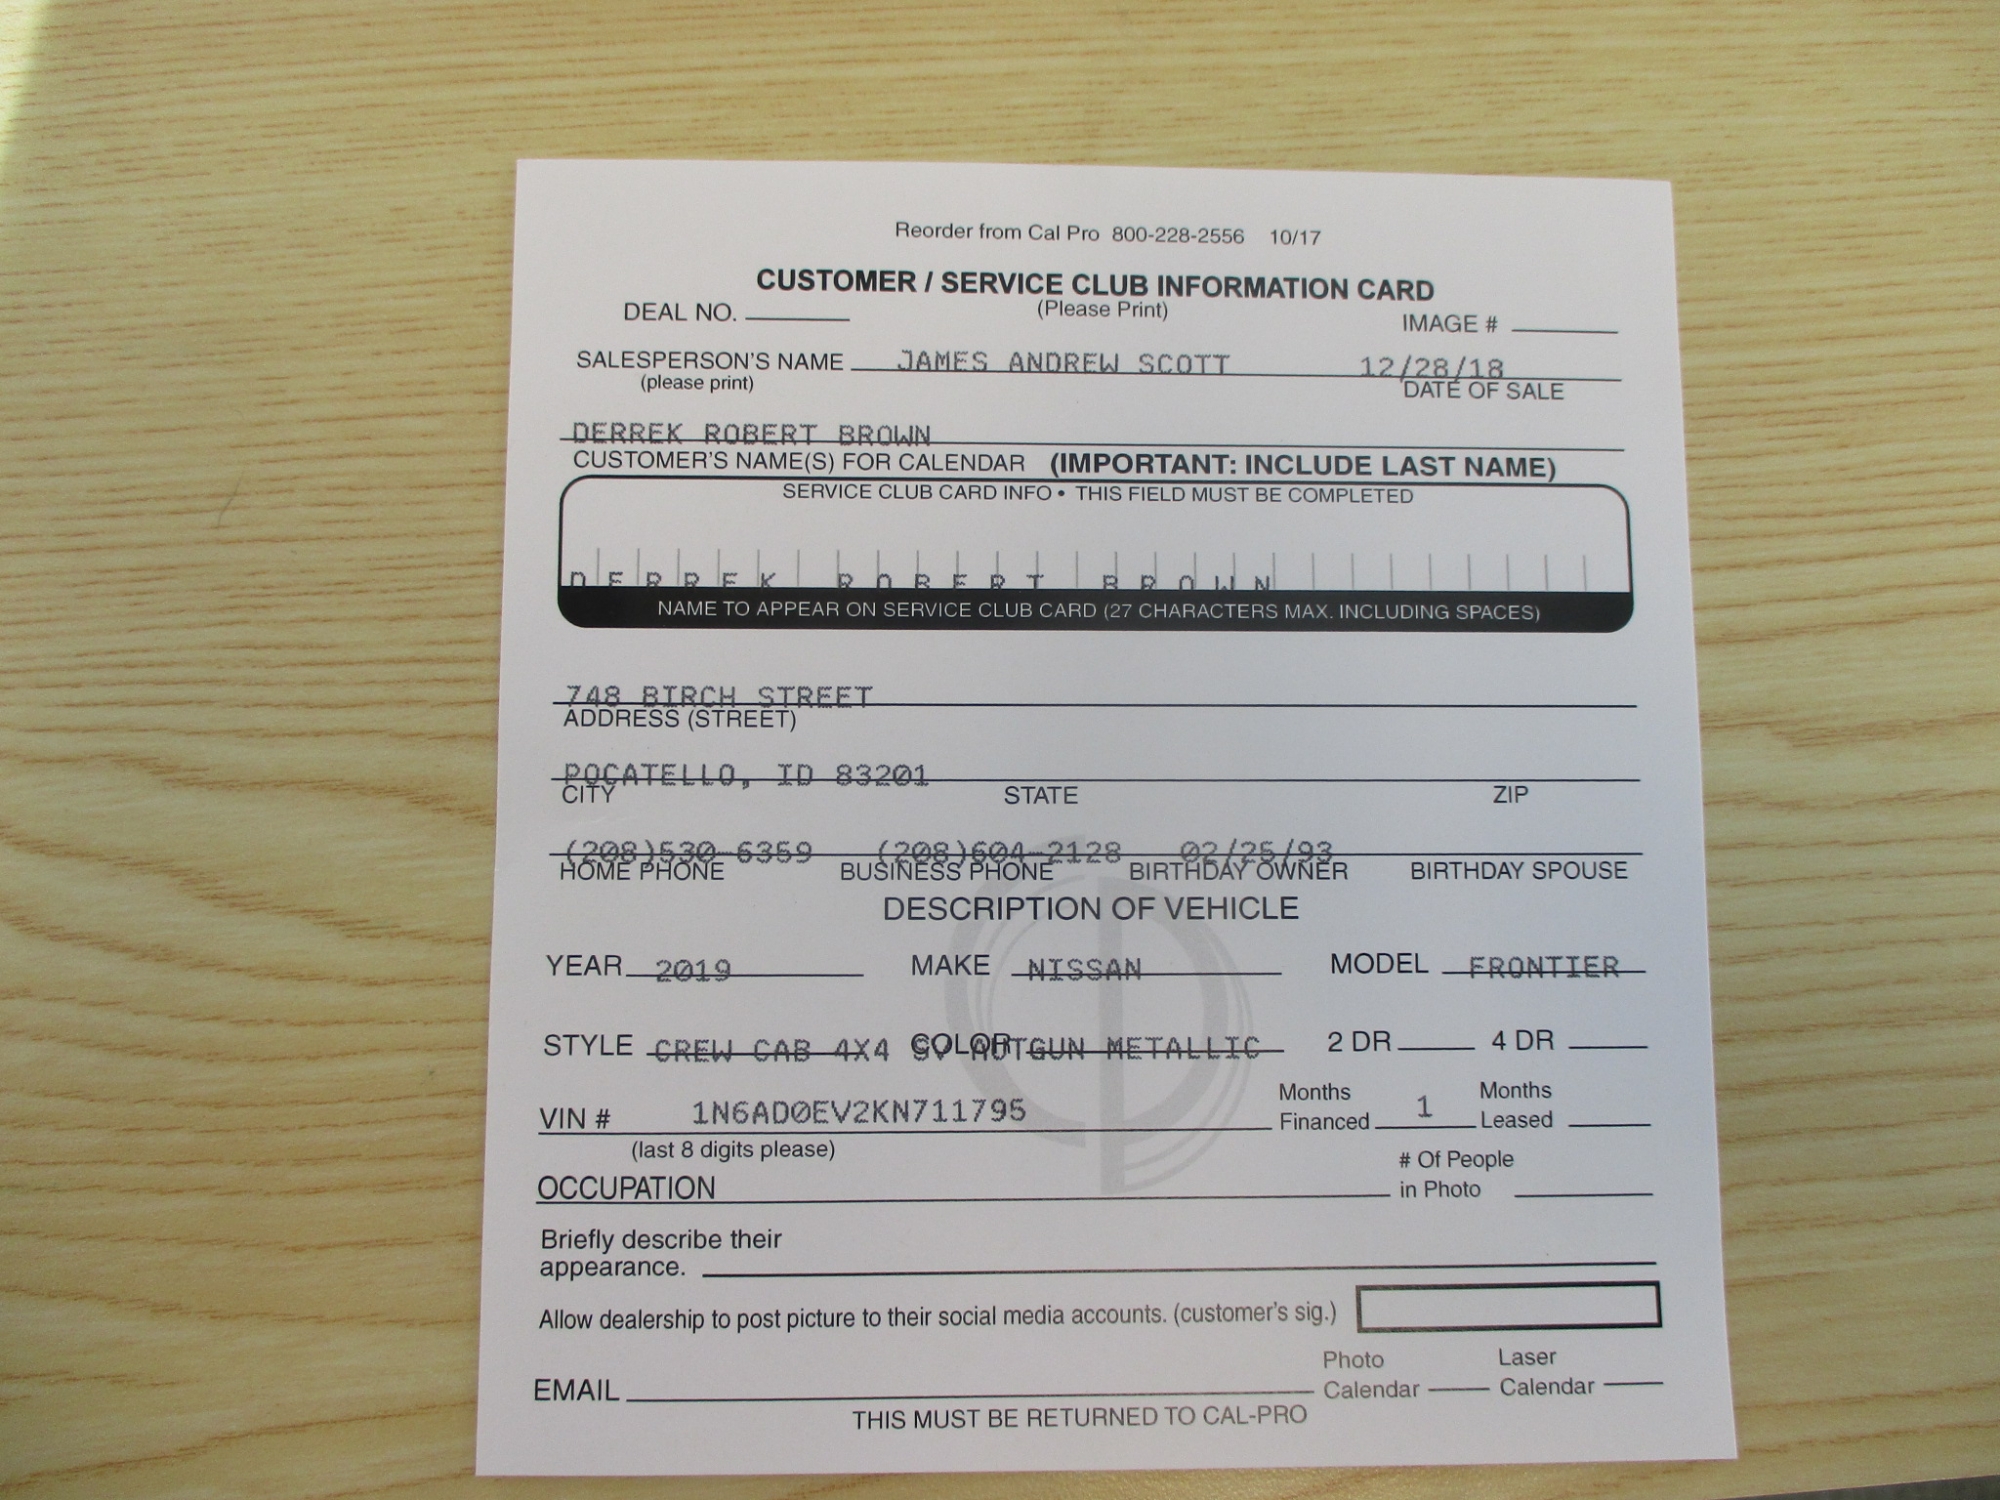 Reorder from Cal Pro 800-228-2556 10/17
CUSTOMER / SERVICE CLUB INFORMATION CARD
DEAL NO. (Please Print) IMAGE #
SALESPERSON'S NAME JAMES ANDREW SCOTT 12/28/18
(please print) DATE OF SALE
DERREK ROBERT BROWN
CUSTOMER'S NAME(S) FOR CALENDAR (IMPORTANT: INCLUDE LAST NAME)
SERVICE CLUB CARD INFO • THIS FIELD MUST BE COMPLETED
DERREK ROBERT BROWN
NAME TO APPEAR ON SERVICE CLUB CARD (27 CHARACTERS MAX. INCLUDING SPACES)
748 BIRCH STREET
ADDRESS (STREET)
POCATELLO, ID 83201
CITY STATE ZIP
(208)530-6359 (208)604-2128 02/25/93
HOME PHONE BUSINESS PHONE BIRTHDAY OWNER BIRTHDAY SPOUSE
DESCRIPTION OF VEHICLE
YEAR 2019 MAKE NISSAN MODEL FRONTIER
STYLE CREW CAB 4X4 COLOR METALLIC 2 DR 4 DR
VIN # 1N6AD0EV2KN711795 Months Financed 1 Months Leased
(last 8 digits please)
OCCUPATION # Of People in Photo
Briefly describe their
appearance.
Allow dealership to post picture to their social media accounts. (customer's sig.)
EMAIL Photo Calendar Laser Calendar
THIS MUST BE RETURNED TO CAL-PRO